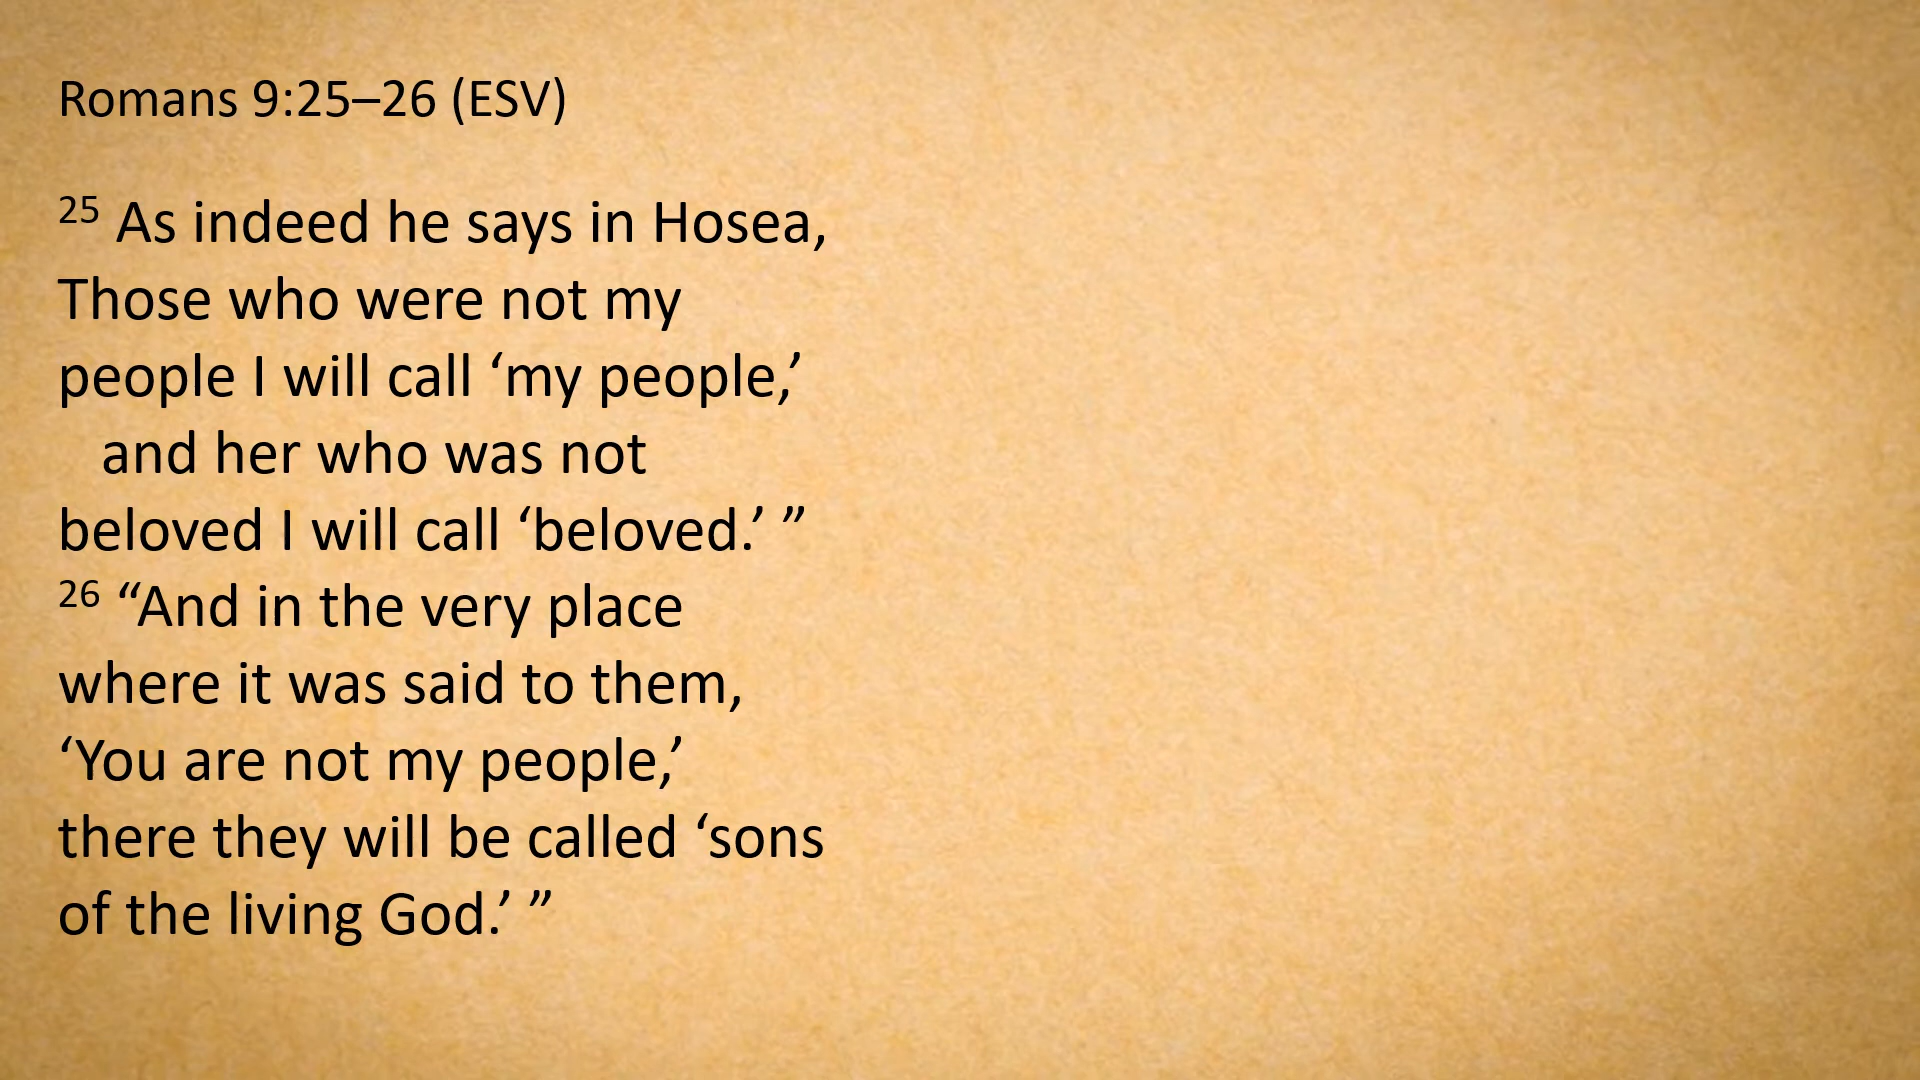 Romans 9:25–26 (ESV)
25 As indeed he says in Hosea,
Those who were not my
people I will call ‘my people,’
and her who was not
beloved I will call ‘beloved.’ ”
26 “And in the very place
where it was said to them,
‘You are not my people,’
there they will be called ‘sons
of the living God.’ ”